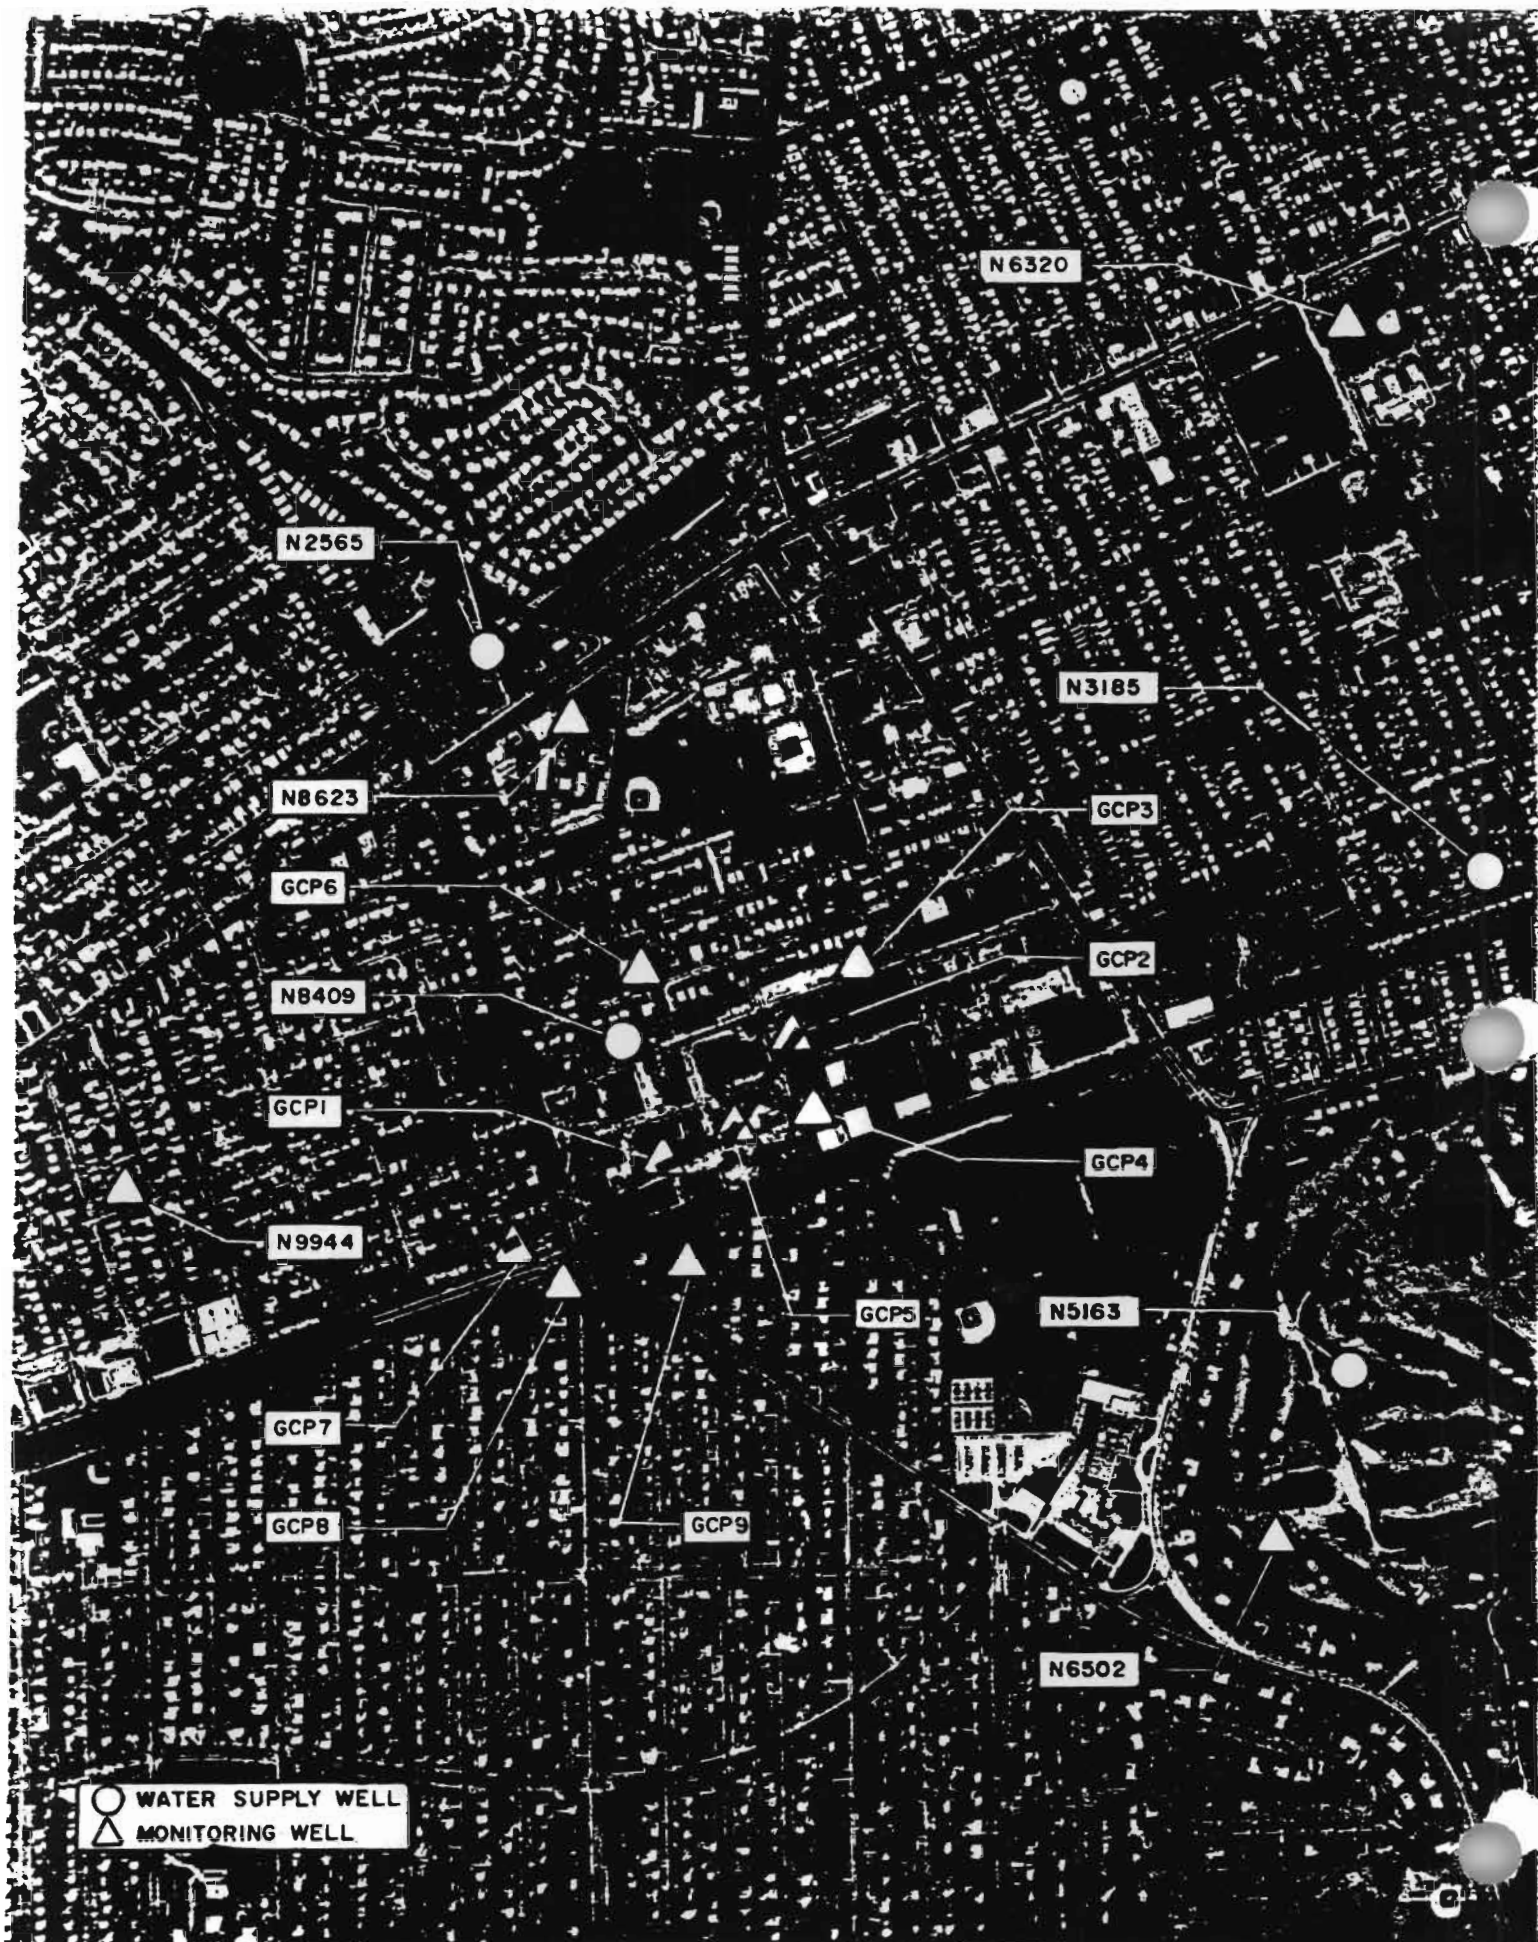 N6320
N2565
N3185
N8623
GCP3
GCP6
GCP2
N8409
GCP1
GCP4
N9944
GCP5
N5163
GCP7
GCP8
GCP9
N6502
WATER SUPPLY WELL
MONITORING WELL